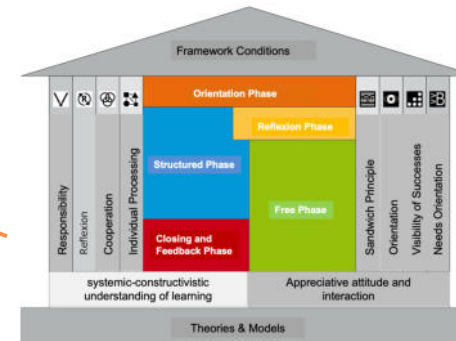 Framework Conditions
Orientation Phase
Reflexion Phase
Structured Phase
Free Phase
Closing and
Feedback Phase
Responsibility
Reflexion
Cooperation
Individual Processing
Sandwich Principle
Orientation
Visibility of Successes
Needs Orientation
systemic-constructivistic
understanding of learning
Appreciative attitude and
interaction
Theories & Models